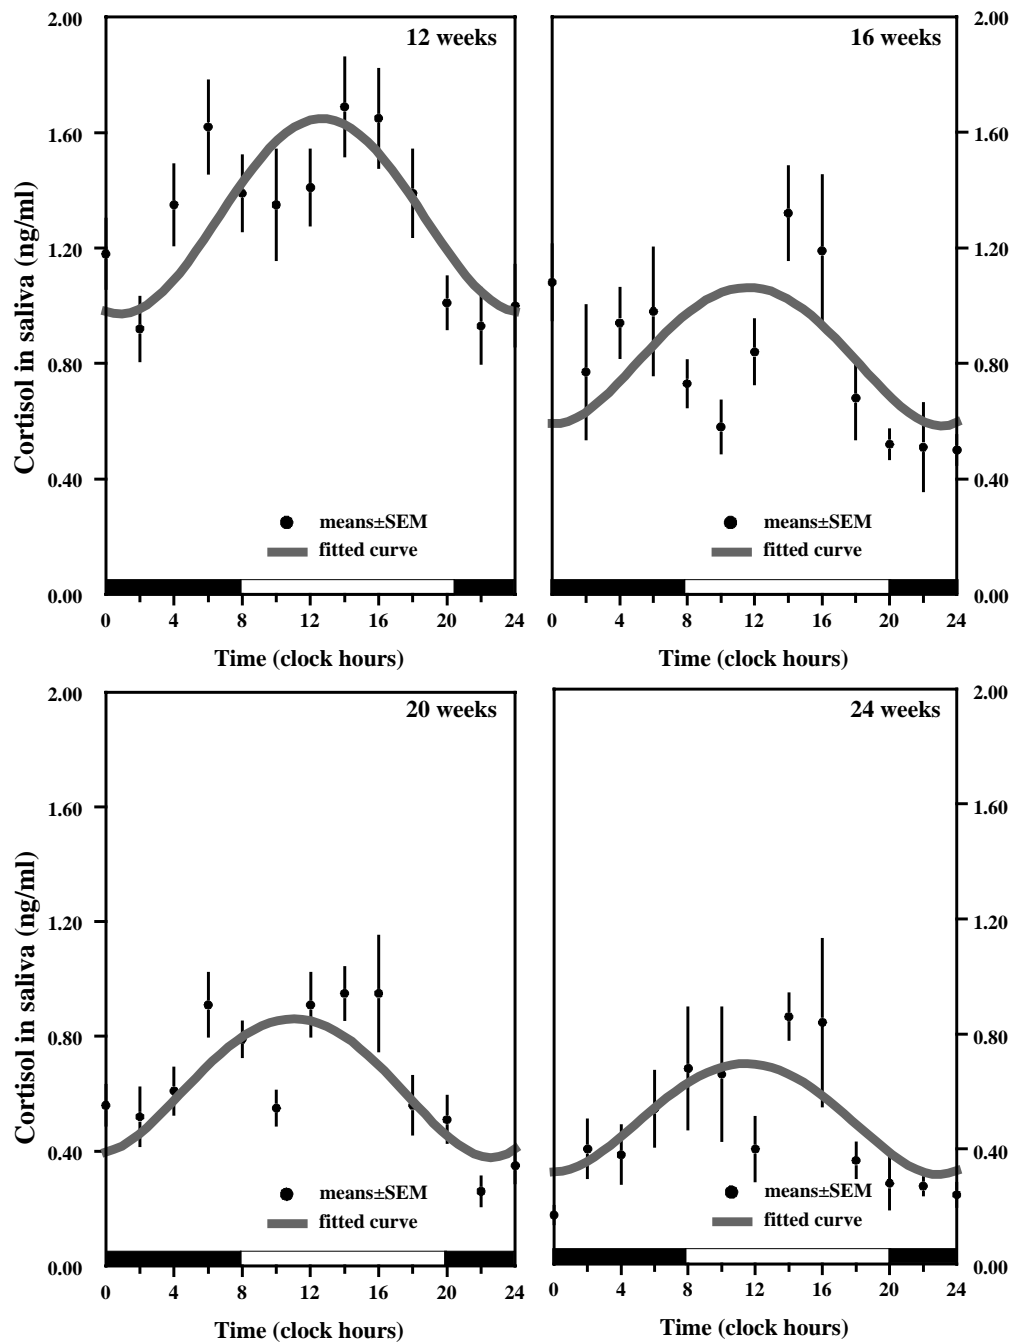 12 weeks
2.00
1.60
1.20
0.80
0.40
0.00
Cortisol in saliva (ng/ml)
means±SEM
fitted curve
0 4 8 12 16 20 24
Time (clock hours)
16 weeks
2.00
1.60
1.20
0.80
0.40
0.00
means±SEM
fitted curve
0 4 8 12 16 20 24
Time (clock hours)
20 weeks
2.00
1.60
1.20
0.80
0.40
0.00
Cortisol in saliva (ng/ml)
means±SEM
fitted curve
0 4 8 12 16 20 24
Time (clock hours)
24 weeks
2.00
1.60
1.20
0.80
0.40
0.00
means±SEM
fitted curve
0 4 8 12 16 20 24
Time (clock hours)